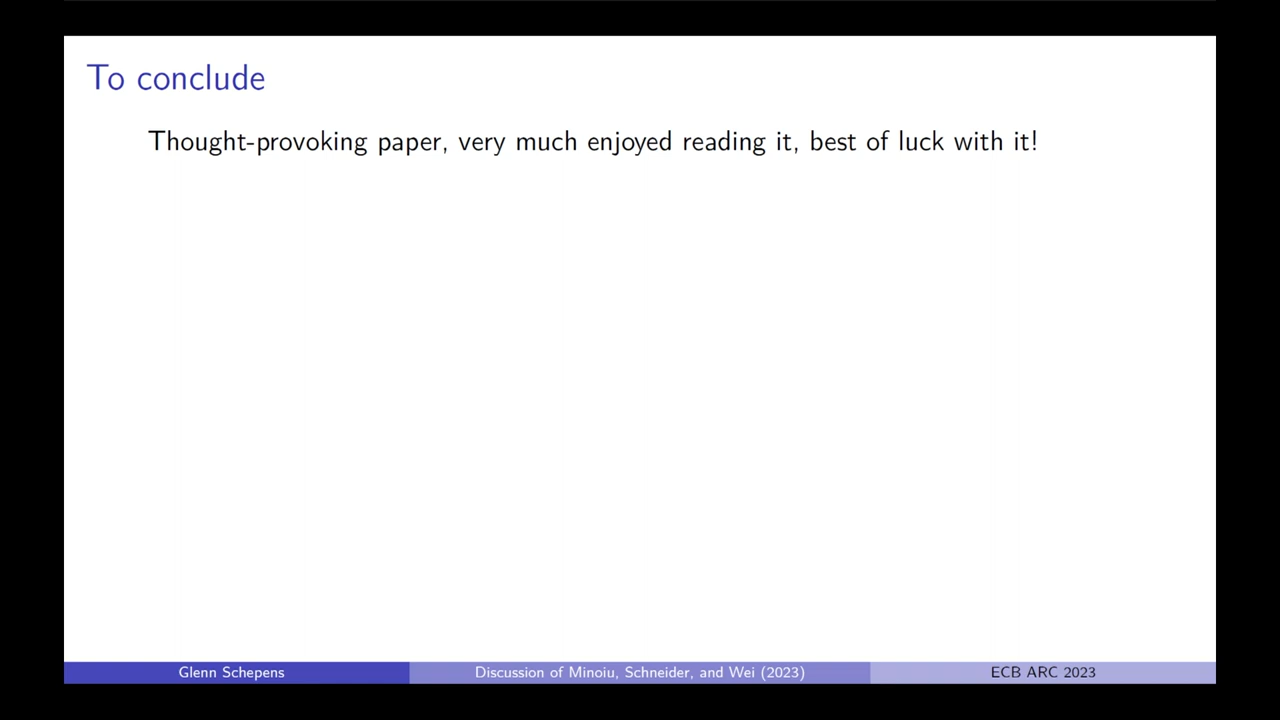 To conclude
Thought-provoking paper, very much enjoyed reading it, best of luck with it!
Glenn Schepens
Discussion of Minoiu, Schneider, and Wei (2023)
ECB ARC 2023